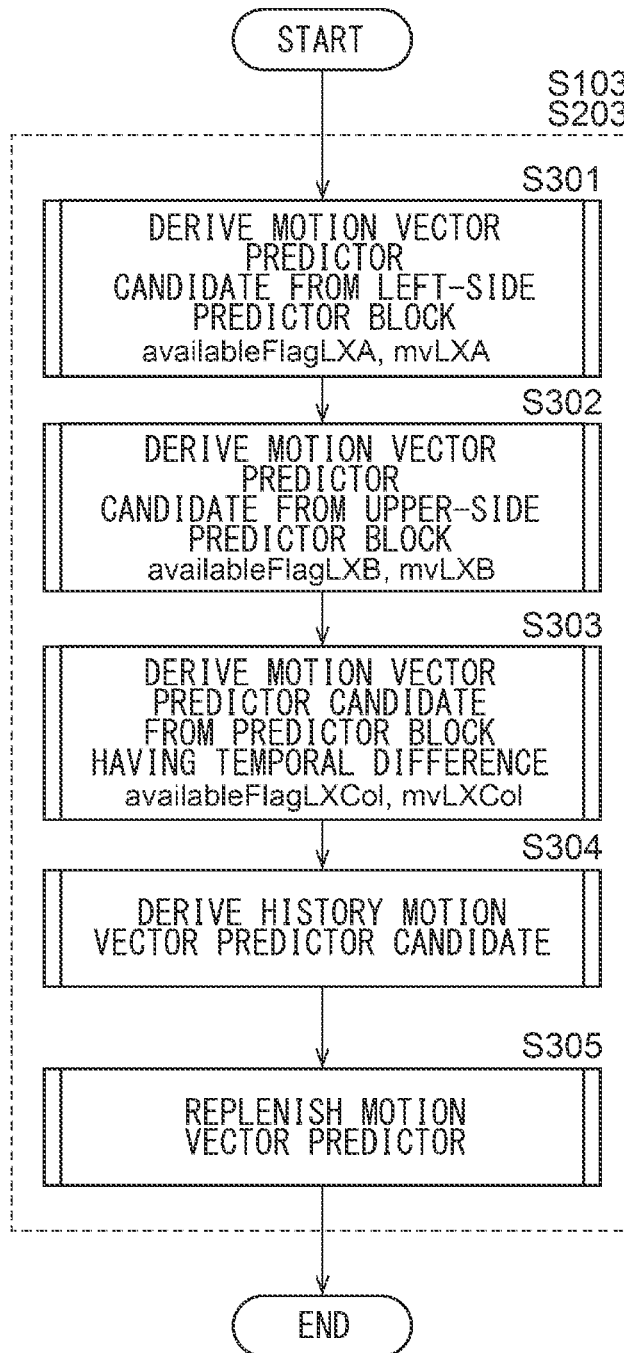 START
S103
S203
S301
DERIVE MOTION VECTOR
PREDICTOR
CANDIDATE FROM LEFT-SIDE
PREDICTOR BLOCK
availableFlagLXA, mvLXA
S302
DERIVE MOTION VECTOR
PREDICTOR
CANDIDATE FROM UPPER-SIDE
PREDICTOR BLOCK
availableFlagLXB, mvLXB
S303
DERIVE MOTION VECTOR
PREDICTOR CANDIDATE
FROM PREDICTOR BLOCK
HAVING TEMPORAL DIFFERENCE
availableFlagLXCol, mvLXCol
S304
DERIVE HISTORY MOTION
VECTOR PREDICTOR CANDIDATE
S305
REPLENISH MOTION
VECTOR PREDICTOR
END